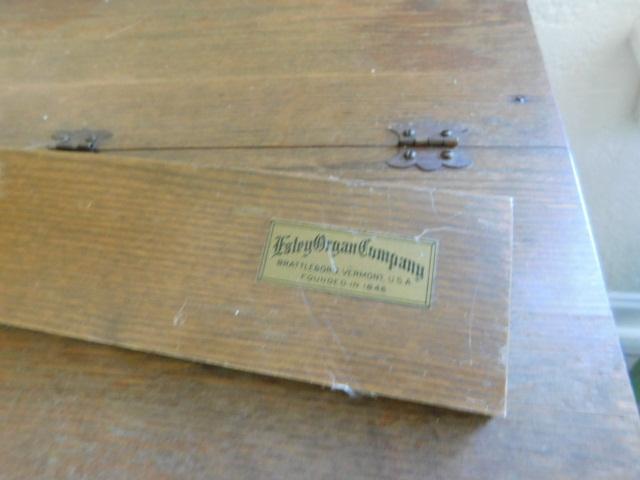 Estey Organ Company
BRATTLEBORO, VERMONT, U.S.A.
FOUNDED IN 1846